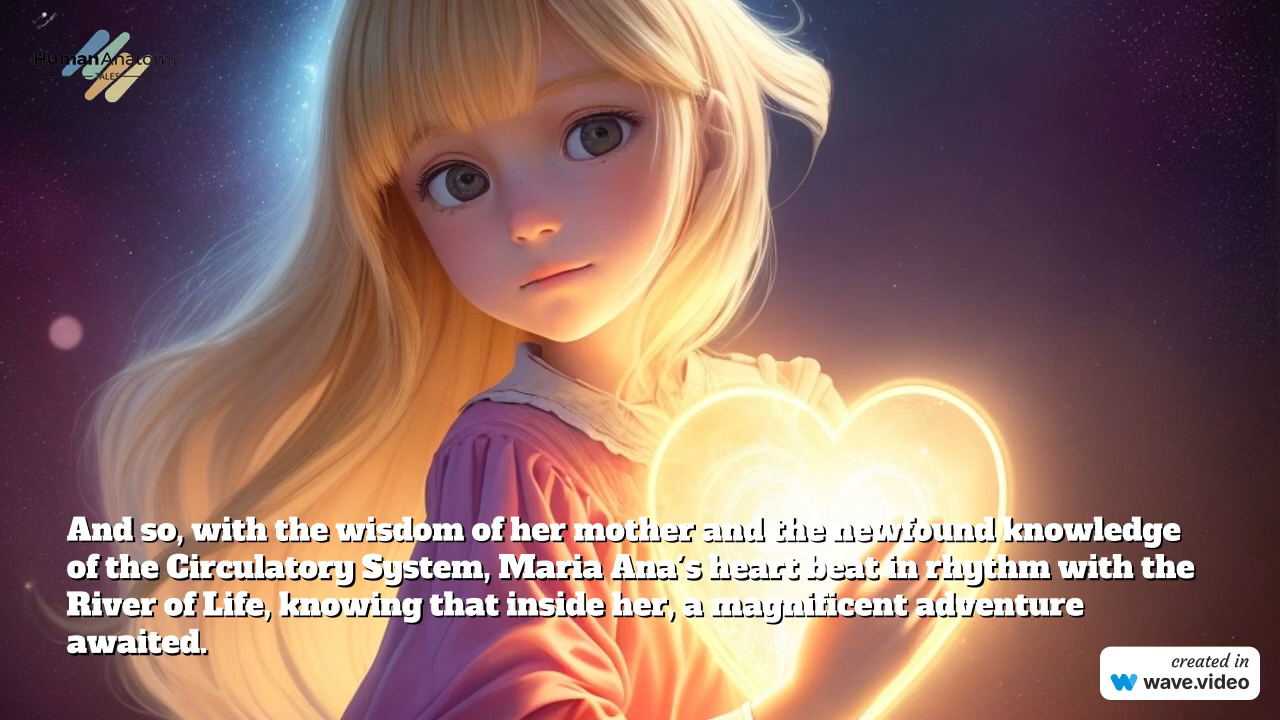 HumanAnatomy
TALES
And so, with the wisdom of her mother and the newfound knowledge
of the Circulatory System, Maria Ana's heart beat in rhythm with the
River of Life, knowing that inside her, a magnificent adventure
awaited.
created in
wave.video